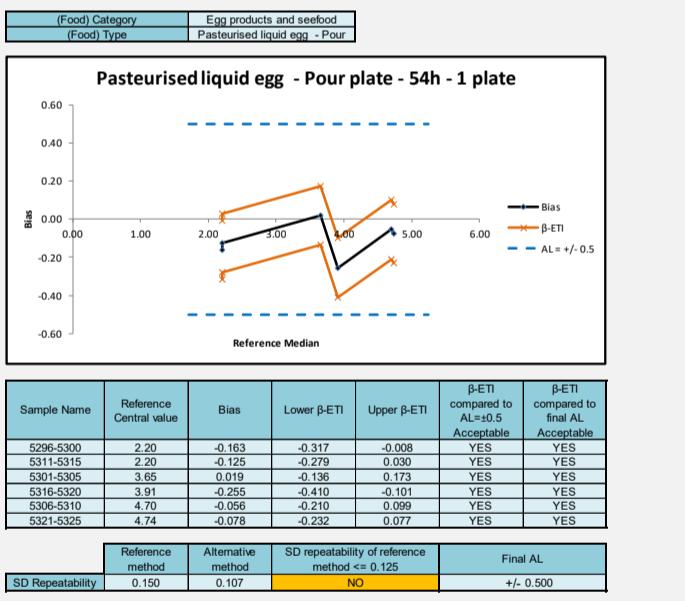 (Food) Category Egg products and seefood
(Food) Type Pasteurised liquid egg - Pour
Pasteurised liquid egg - Pour plate - 54h - 1 plate
0.60
0.40
0.20
0.00
-0.20
-0.40
-0.60
Bies
0.00 1.00 2.00 3.00 4.00 5.00 6.00
Reference Median
Bias
β-ETI
AL = +/- 0.5
Sample Name Reference Central value Bias Lower β-ETI Upper β-ETI β-ETI compared to AL=±0.5 Acceptable β-ETI compared to final AL Acceptable
5296-5300 2.20 -0.163 -0.317 -0.008 YES YES
5311-5315 2.20 -0.125 -0.279 0.030 YES YES
5301-5305 3.65 0.019 -0.136 0.173 YES YES
5316-5320 3.91 -0.255 -0.410 -0.101 YES YES
5306-5310 4.70 -0.056 -0.210 0.099 YES YES
5321-5325 4.74 -0.078 -0.232 0.077 YES YES
Reference method Alternative method SD repeatability of reference method <= 0.125 Final AL
SD Repeatability 0.150 0.107 NO +/- 0.500